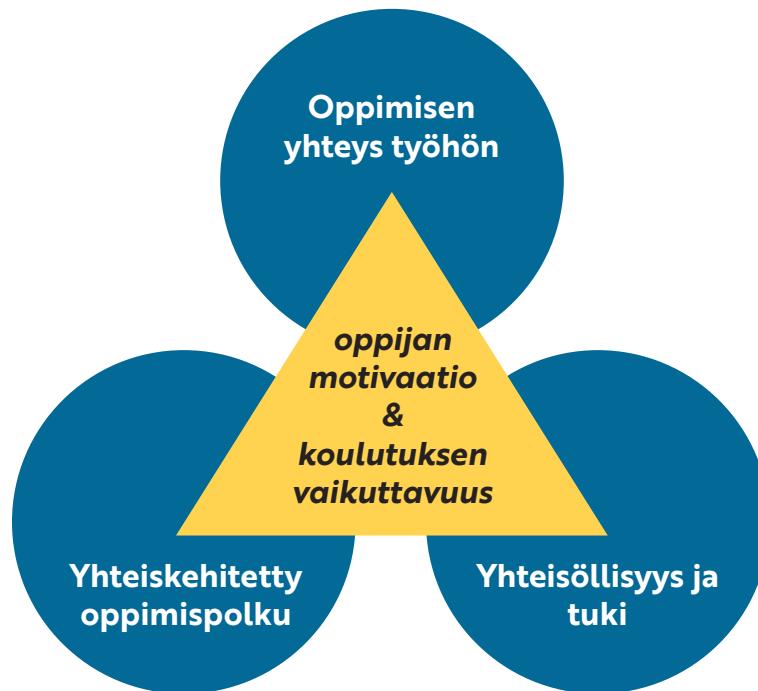 Oppimisen
yhteys työhön
oppijan
motivaatio
&
koulutuksen
vaikuttavuus
Yhteiskehitetty
oppimispolku
Yhteisöllisyys ja
tuki